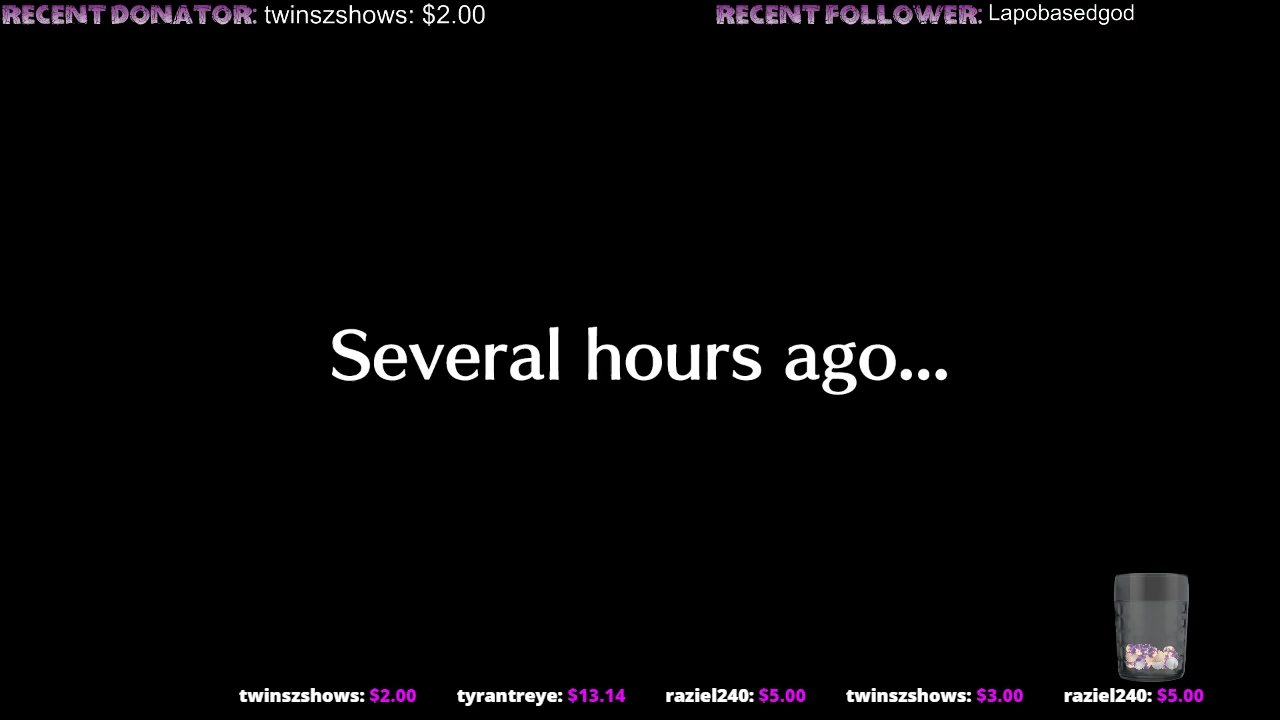 RECENT DONATOR: twinszshows: $2.00 RECENT FOLLOWER: Lapobasedgod
Several hours ago...
twinszshows: $2.00 tyrantreye: $13.14 raziel240: $5.00 twinszshows: $3.00 raziel240: $5.00